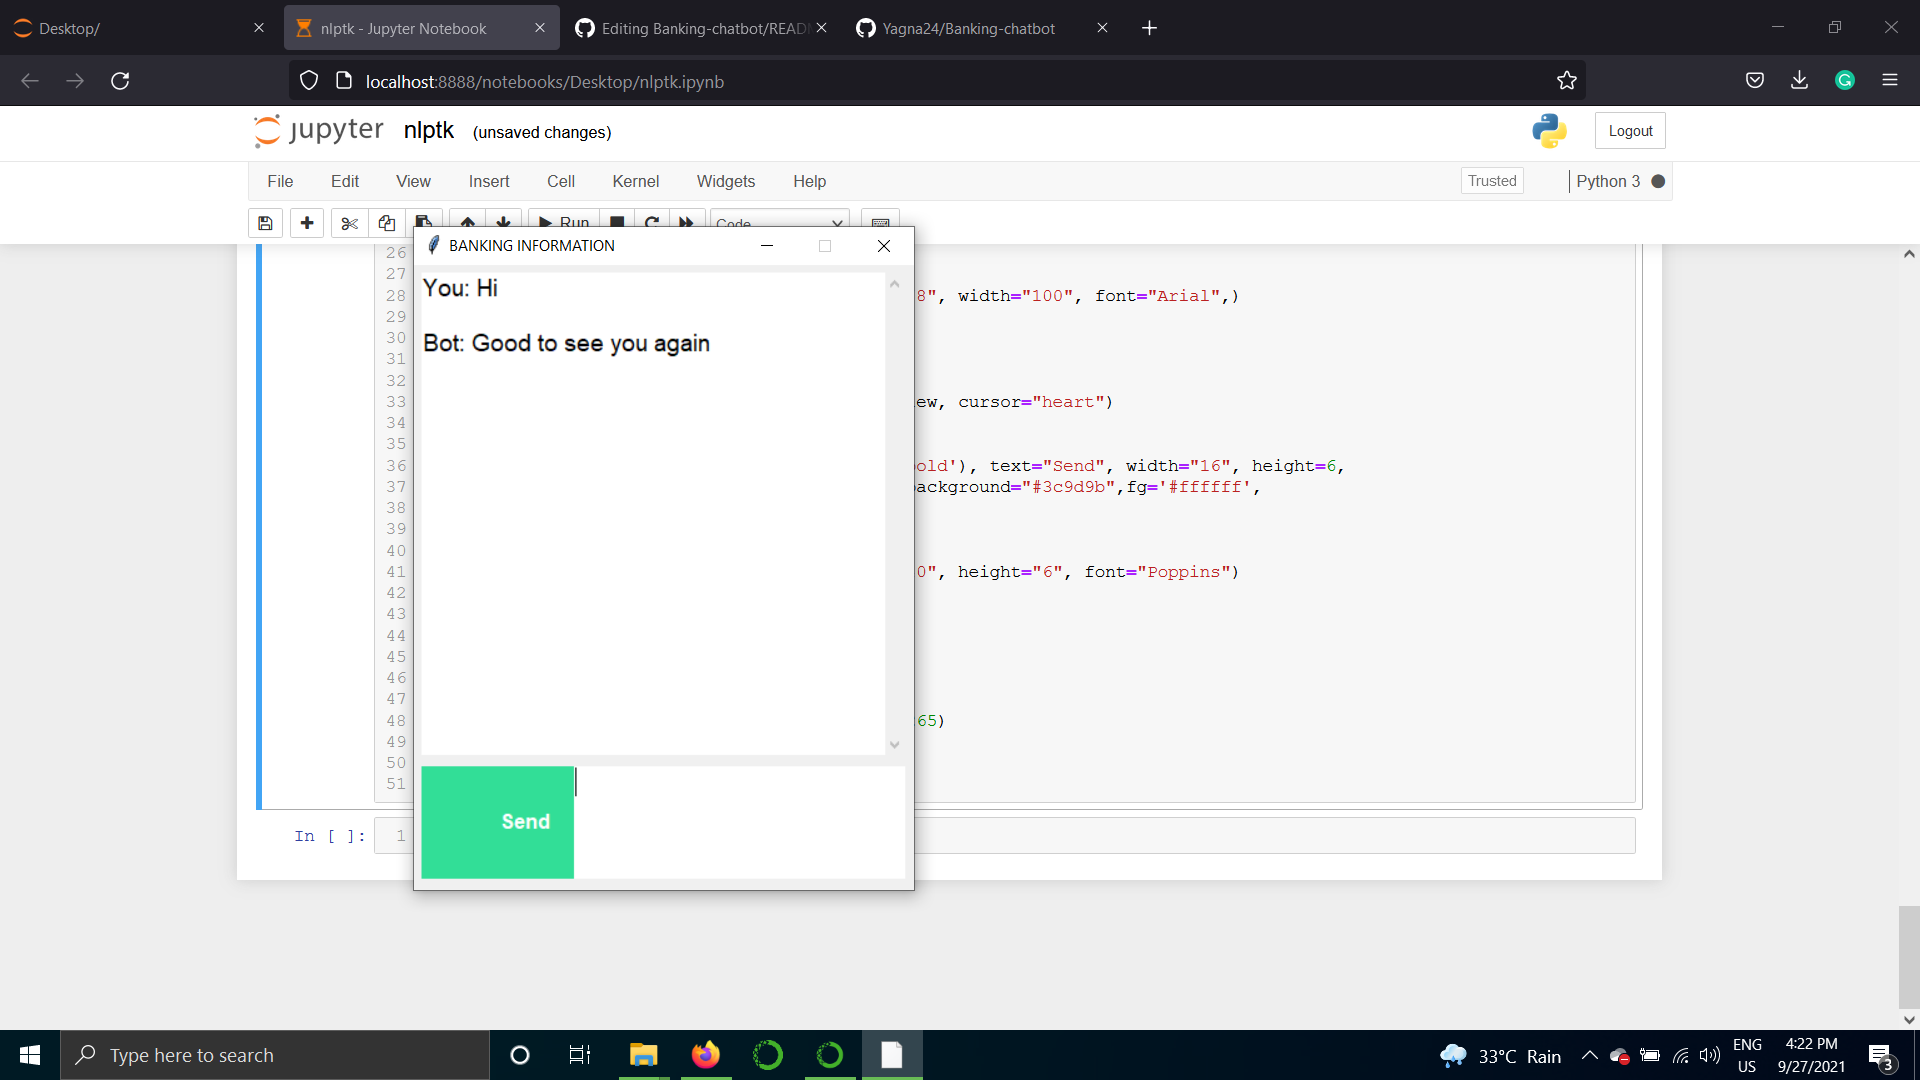 Desktop/
nlptk - Jupyter Notebook
Editing Banking-chatbot/READ
Yagna24/Banking-chatbot
localhost:8888/notebooks/Desktop/nlptk.ipynb
jupyter nlptk (unsaved changes)
Logout
File Edit View Insert Cell Kernel Widgets Help
Trusted
Python 3
Run
Code
BANKING INFORMATION
You: Hi
Bot: Good to see you again
Send
26
27
28 8", width="100", font="Arial",)
29
30
31
32
33 ew, cursor="heart")
34
35
36 old'), text="Send", width="16", height=6,
37 ackground="#3c9d9b",fg='#ffffff',
38
39
40
41 0", height="6", font="Poppins")
42
43
44
45
46
47
48 65)
49
50
51
In [ ]: 1
Type here to search
33°C Rain
ENG
US
4:22 PM
9/27/2021
3